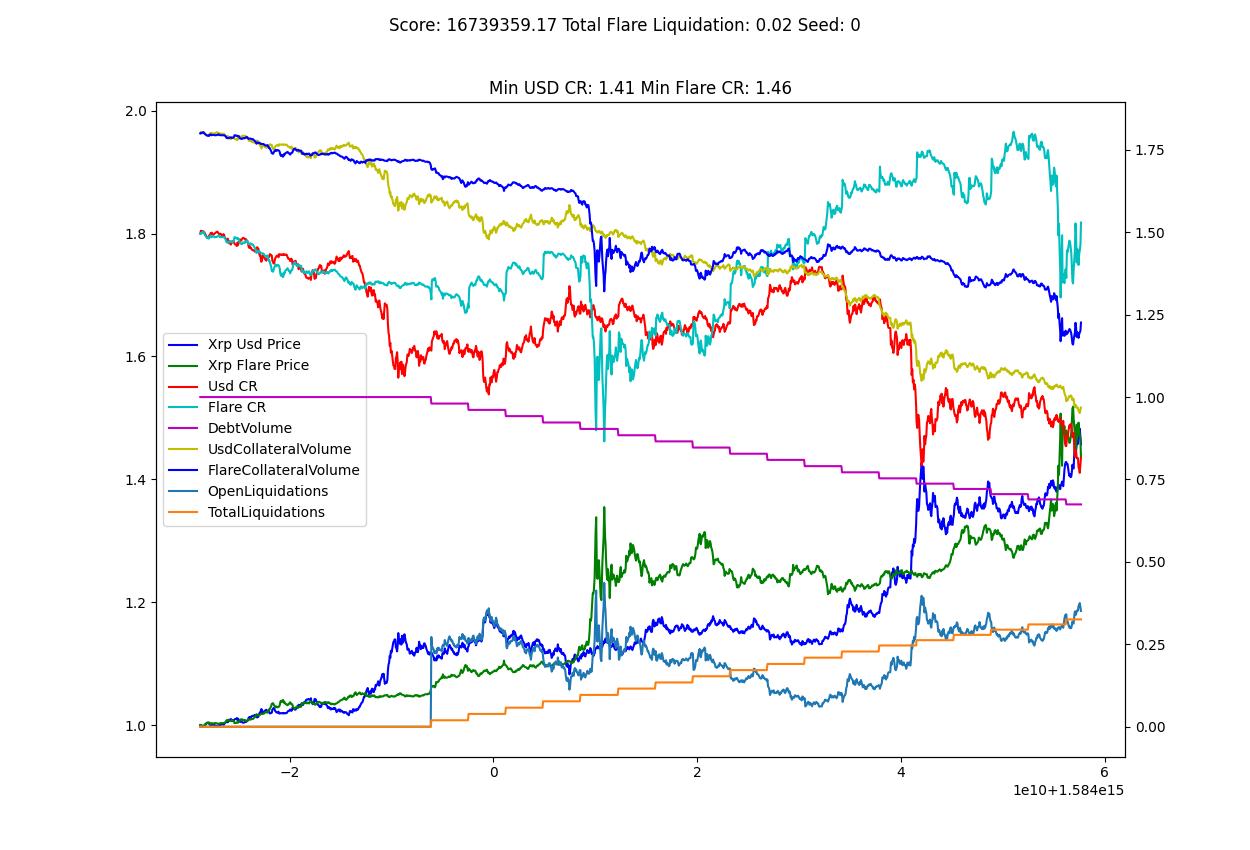 Score: 16739359.17 Total Flare Liquidation: 0.02 Seed: 0
Min USD CR: 1.41 Min Flare CR: 1.46
2.0
1.8
1.6
1.4
1.2
1.0
Xrp Usd Price
Xrp Flare Price
Usd CR
Flare CR
DebtVolume
UsdCollateralVolume
FlareCollateralVolume
OpenLiquidations
TotalLiquidations
1.75
1.50
1.25
1.00
0.75
0.50
0.25
0.00
−2 0 2 4 6
1e10+1.584e15